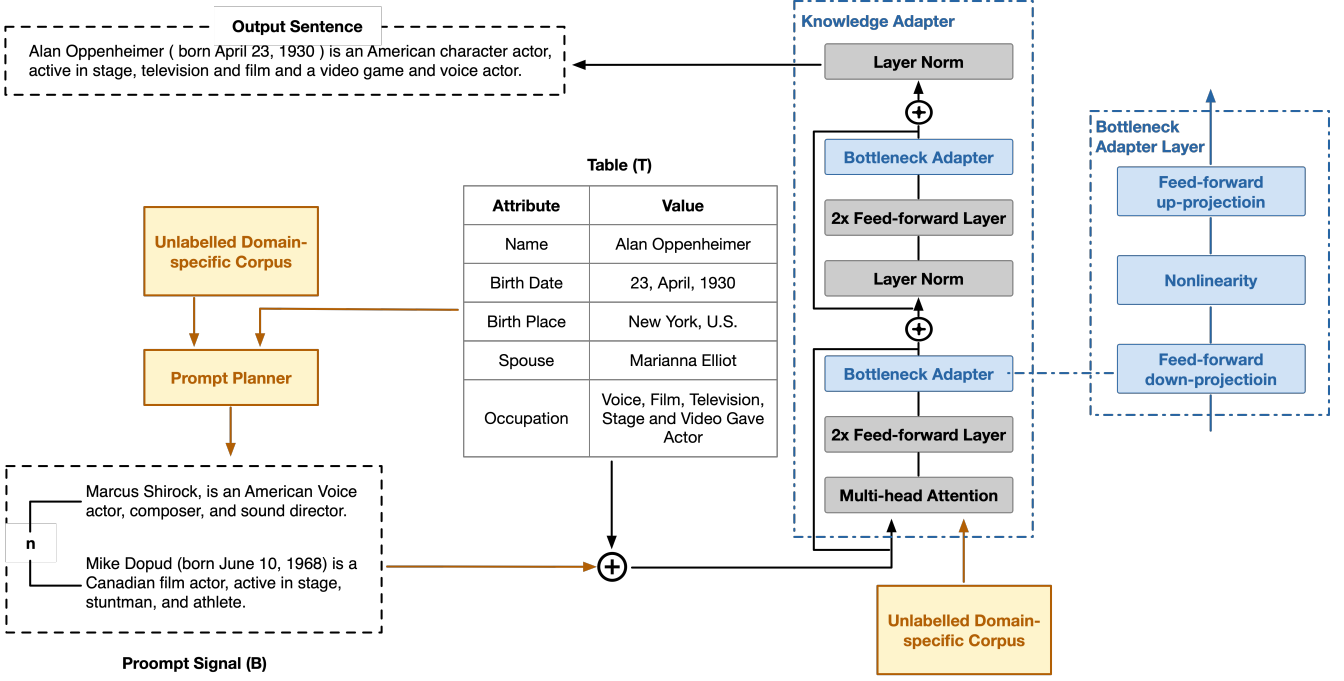 Output Sentence
Alan Oppenheimer ( born April 23, 1930 ) is an American character actor,
active in stage, television and film and a video game and voice actor.
Unlabelled Domain-
specific Corpus
Prompt Planner
Marcus Shirock, is an American Voice
actor, composer, and sound director.
n
Mike Dopud (born June 10, 1968) is a
Canadian film actor, active in stage,
stuntman, and athlete.
Proompt Signal (B)
Table (T)
Attribute Value
Name Alan Oppenheimer
Birth Date 23, April, 1930
Birth Place New York, U.S.
Spouse Marianna Elliot
Occupation Voice, Film, Television,
Stage and Video Gave
Actor
Knowledge Adapter
Layer Norm
Bottleneck Adapter
2x Feed-forward Layer
Layer Norm
Bottleneck Adapter
2x Feed-forward Layer
Multi-head Attention
Unlabelled Domain-
specific Corpus
Bottleneck
Adapter Layer
Feed-forward
up-projectioin
Nonlinearity
Feed-forward
down-projectioin